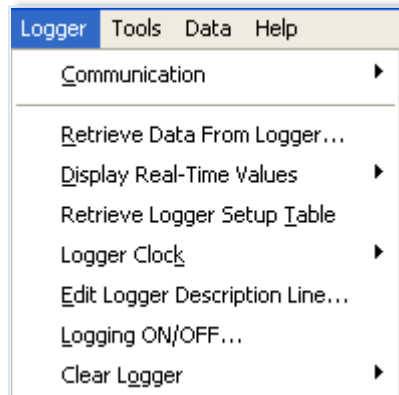 Logger Tools Data Help
Communication
Retrieve Data From Logger...
Display Real-Time Values
Retrieve Logger Setup Table
Logger Clock
Edit Logger Description Line...
Logging ON/OFF...
Clear Logger